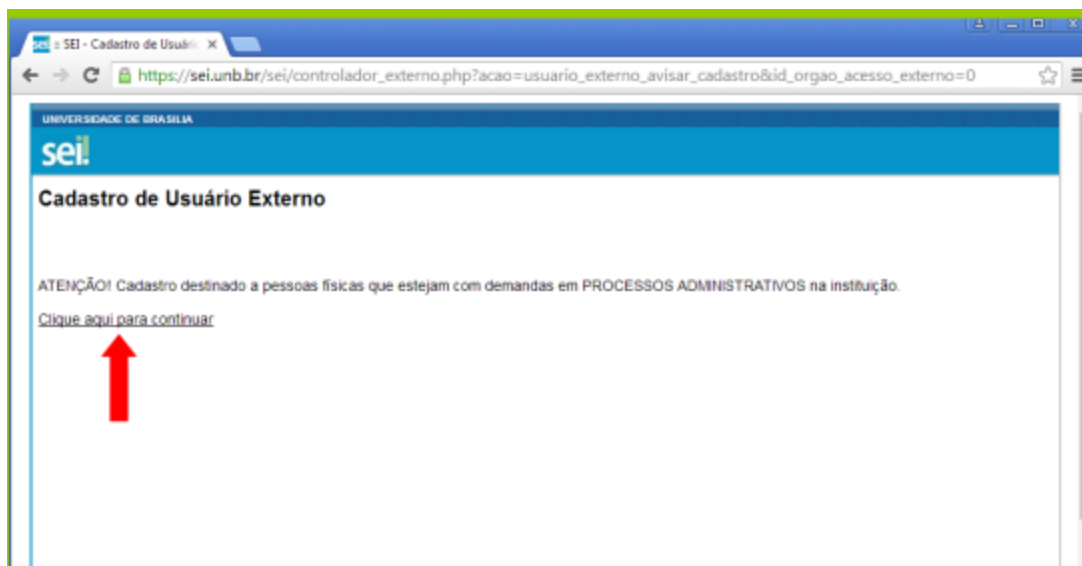 sei :: SEI - Cadastro de Usuári
https://sei.unb.br/sei/controlador_externo.php?acao=usuario_externo_avisar_cadastro&id_orgao_acesso_externo=0
UNIVERSIDADE DE BRASILIA
sei!
Cadastro de Usuário Externo
ATENÇÃO! Cadastro destinado a pessoas físicas que estejam com demandas em PROCESSOS ADMINISTRATIVOS na instituição.
Clique aqui para continuar